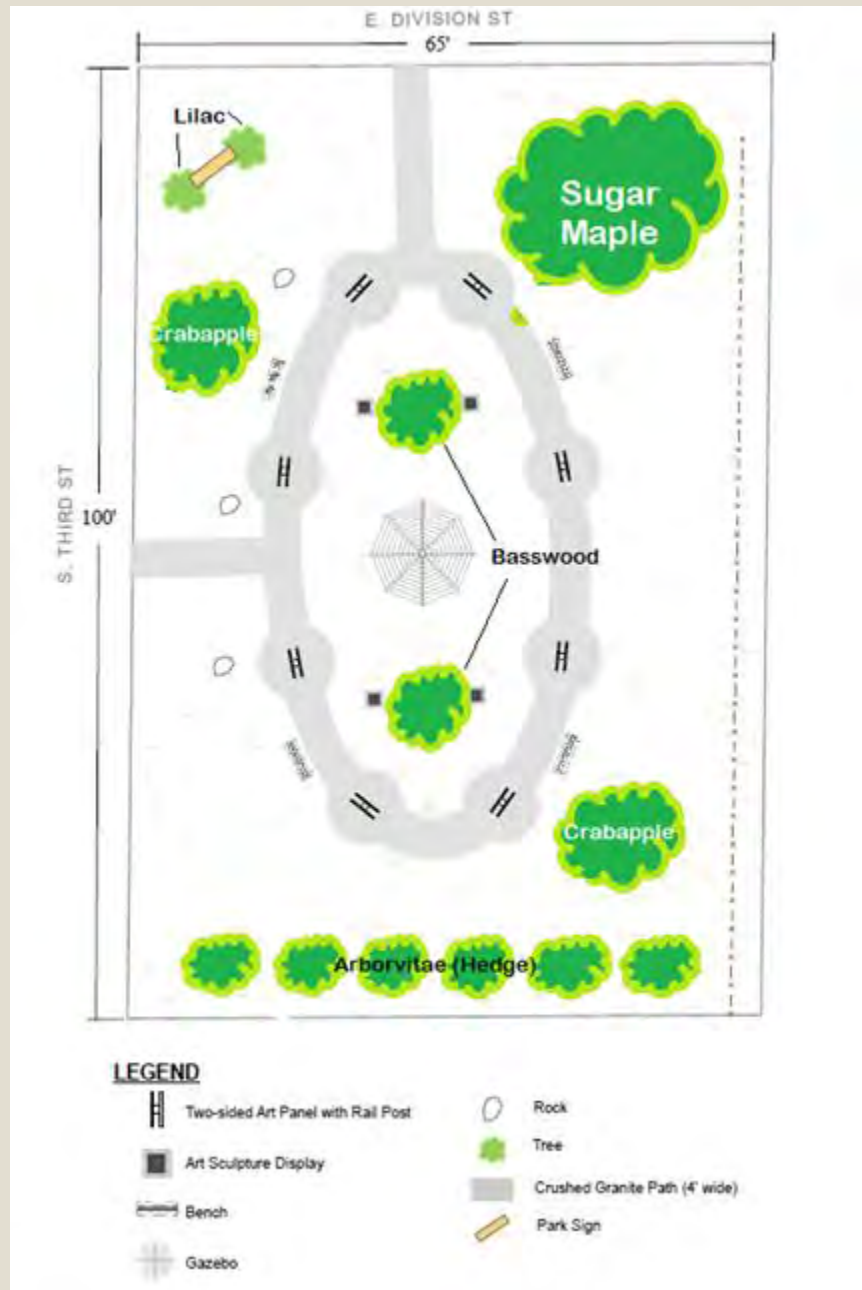 E. DIVISION ST
65'
Lilac
Sugar
Maple
Crabapple
S. THIRD ST
100'
Basswood
Crabapple
Arborvitae (Hedge)
LEGEND
Two-sided Art Panel with Rail Post
Art Sculpture Display
Bench
Gazebo
Rock
Tree
Crushed Granite Path (4' wide)
Park Sign